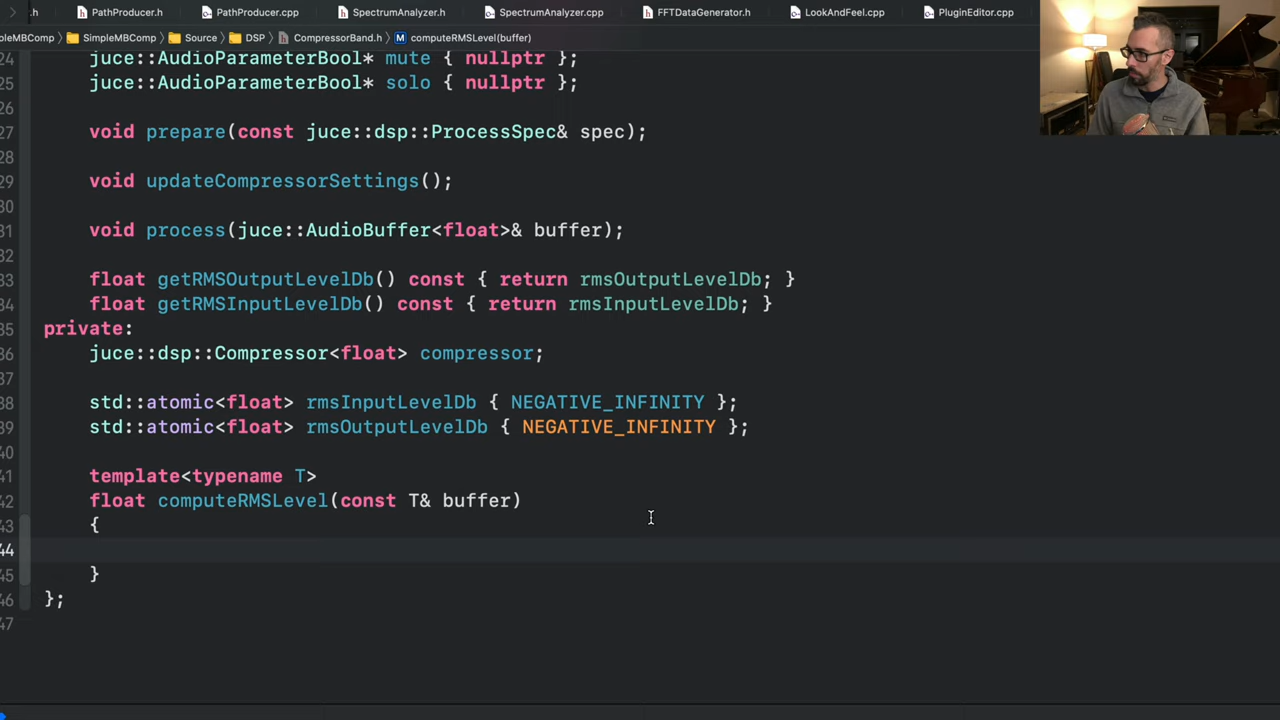 .h PathProducer.h PathProducer.cpp SpectrumAnalyzer.h SpectrumAnalyzer.cpp FFTDataGenerator.h LookAndFeel.cpp PluginEditor.cpp
pleMBComp SimpleMBComp Source DSP CompressorBand.h M computeRMSLevel(buffer)
24 juce::AudioParameterBool* mute { nullptr };
25 juce::AudioParameterBool* solo { nullptr };
26
27 void prepare(const juce::dsp::ProcessSpec& spec);
28
29 void updateCompressorSettings();
30
31 void process(juce::AudioBuffer<float>& buffer);
32
33 float getRMSOutputLevelDb() const { return rmsOutputLevelDb; }
34 float getRMSInputLevelDb() const { return rmsInputLevelDb; }
35 private:
36 juce::dsp::Compressor<float> compressor;
37
38 std::atomic<float> rmsInputLevelDb { NEGATIVE_INFINITY };
39 std::atomic<float> rmsOutputLevelDb { NEGATIVE_INFINITY };
40
41 template<typename T>
42 float computeRMSLevel(const T& buffer)
43 {
44
45 }
46 };
47